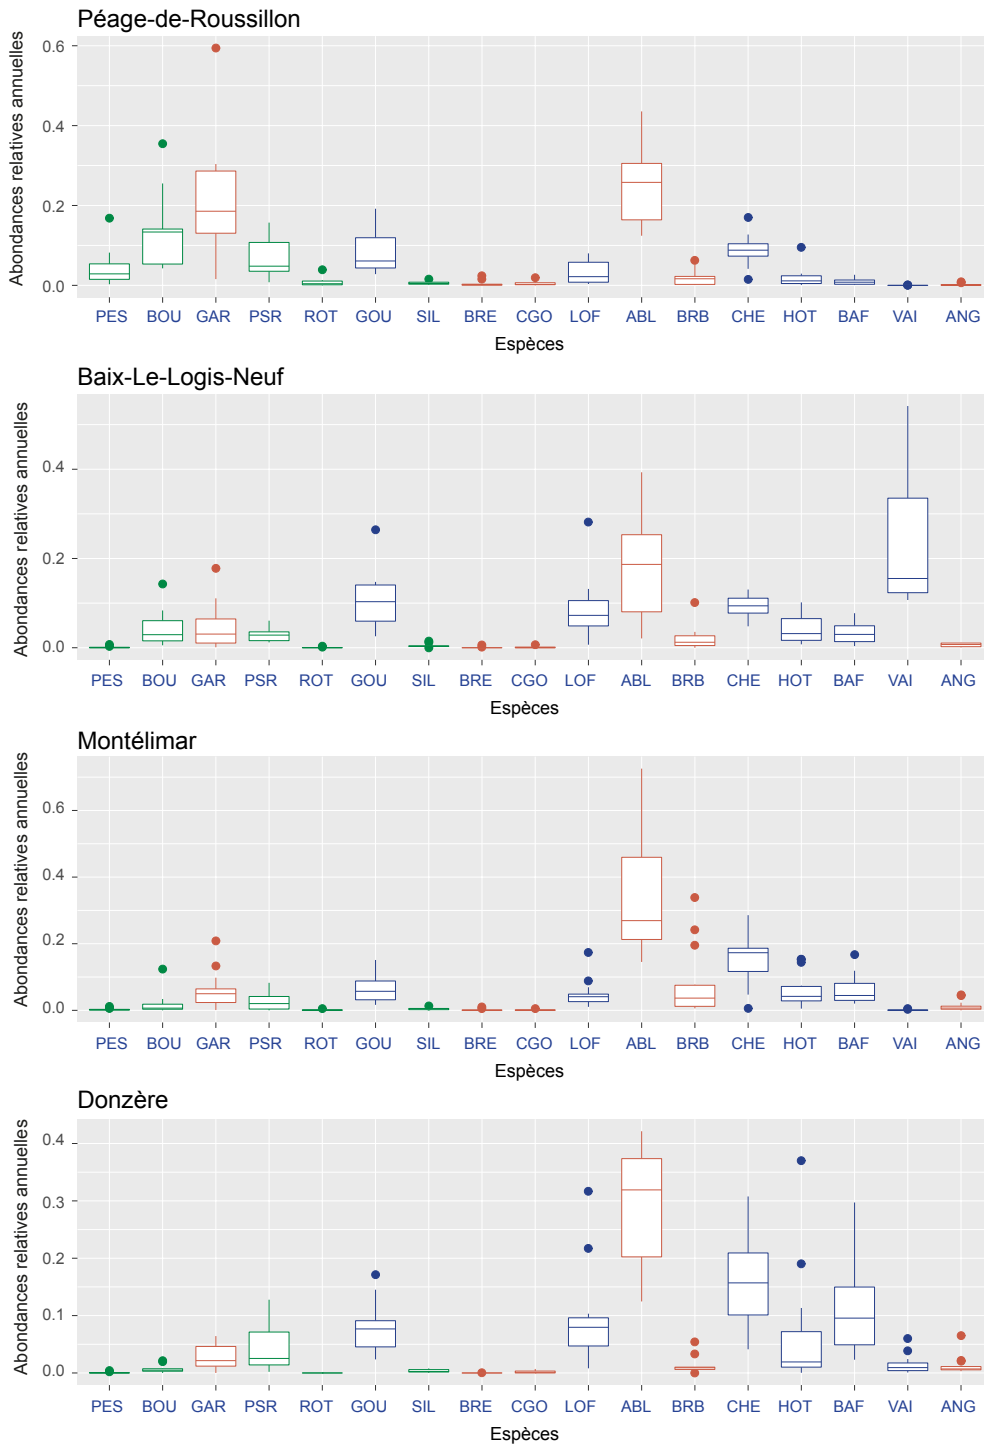 Péage-de-Roussillon
Abondances relatives annuelles
0.6
0.4
0.2
0.0
PES BOU GAR PSR ROT GOU SIL BRE CGO LOF ABL BRB CHE HOT BAF VAI ANG
Espèces
Baix-Le-Logis-Neuf
Abondances relatives annuelles
0.4
0.2
0.0
PES BOU GAR PSR ROT GOU SIL BRE CGO LOF ABL BRB CHE HOT BAF VAI ANG
Espèces
Montélimar
Abondances relatives annuelles
0.6
0.4
0.2
0.0
PES BOU GAR PSR ROT GOU SIL BRE CGO LOF ABL BRB CHE HOT BAF VAI ANG
Espèces
Donzère
Abondances relatives annuelles
0.4
0.3
0.2
0.1
0.0
PES BOU GAR PSR ROT GOU SIL BRE CGO LOF ABL BRB CHE HOT BAF VAI ANG
Espèces